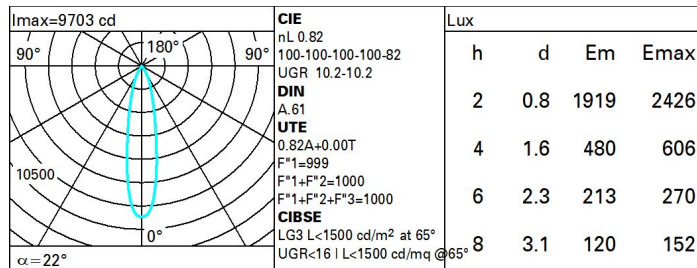 Imax=9703 cd
90° 180° 90°
10500
0°
α=22°
CIE
nL 0.82
100-100-100-100-82
UGR 10.2-10.2
DIN
A.61
UTE
0.82A+0.00T
F"1=999
F"1+F"2=1000
F"1+F"2+F"3=1000
CIBSE
LG3 L<1500 cd/m² at 65°
UGR<16 | L<1500 cd/mq @65°
Lux
h d Em Emax
2 0.8 1919 2426
4 1.6 480 606
6 2.3 213 270
8 3.1 120 152